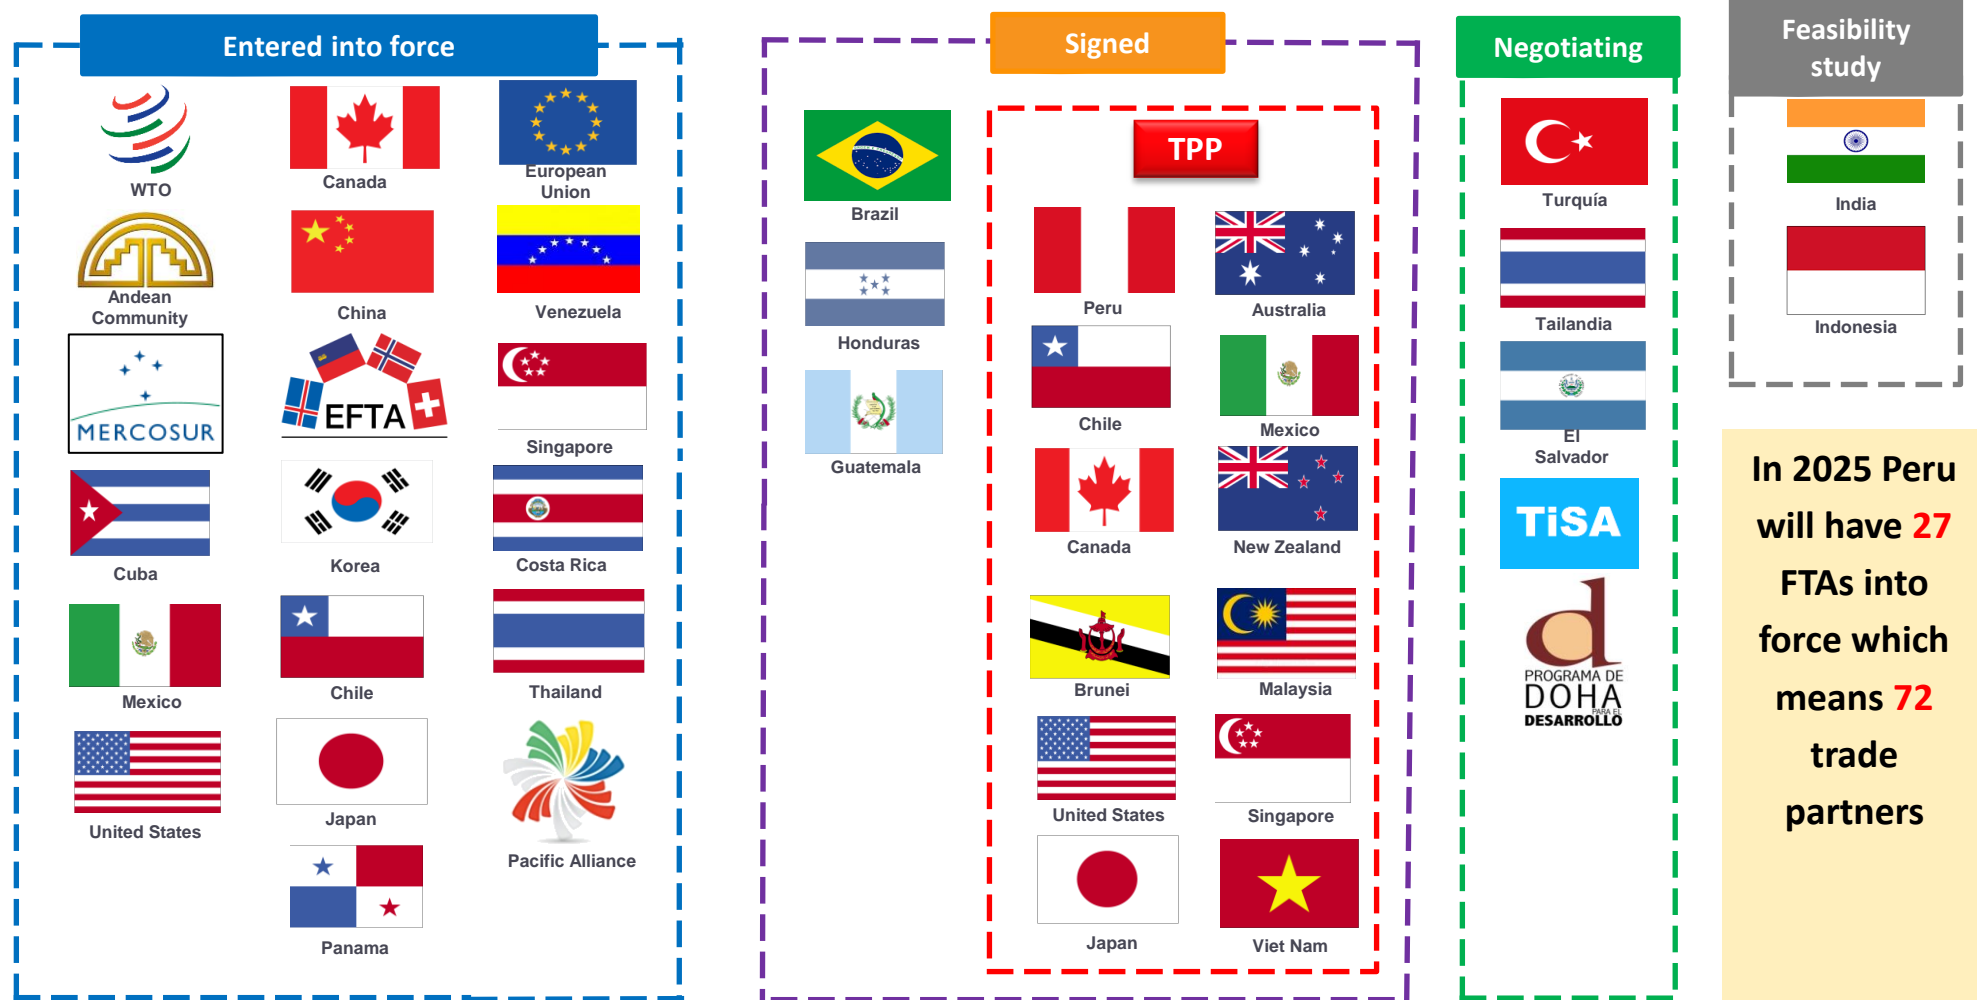 Entered into force
WTO
Canada
European
Union
Andean
Community
China
Venezuela
MERCOSUR
EFTA
Singapore
Cuba
Korea
Costa Rica
Mexico
Chile
Thailand
United States
Japan
Pacific Alliance
Panama
Signed
Brazil
Honduras
Guatemala
TPP
Peru
Australia
Chile
Mexico
Canada
New Zealand
Brunei
Malaysia
United States
Singapore
Japan
Viet Nam
Negotiating
Turquía
Tailandia
El
Salvador
TiSA
PROGRAMA DE
DOHA
PARA EL
DESARROLLO
Feasibility
study
India
Indonesia
In 2025 Peru
will have 27
FTAs into
force which
means 72
trade
partners